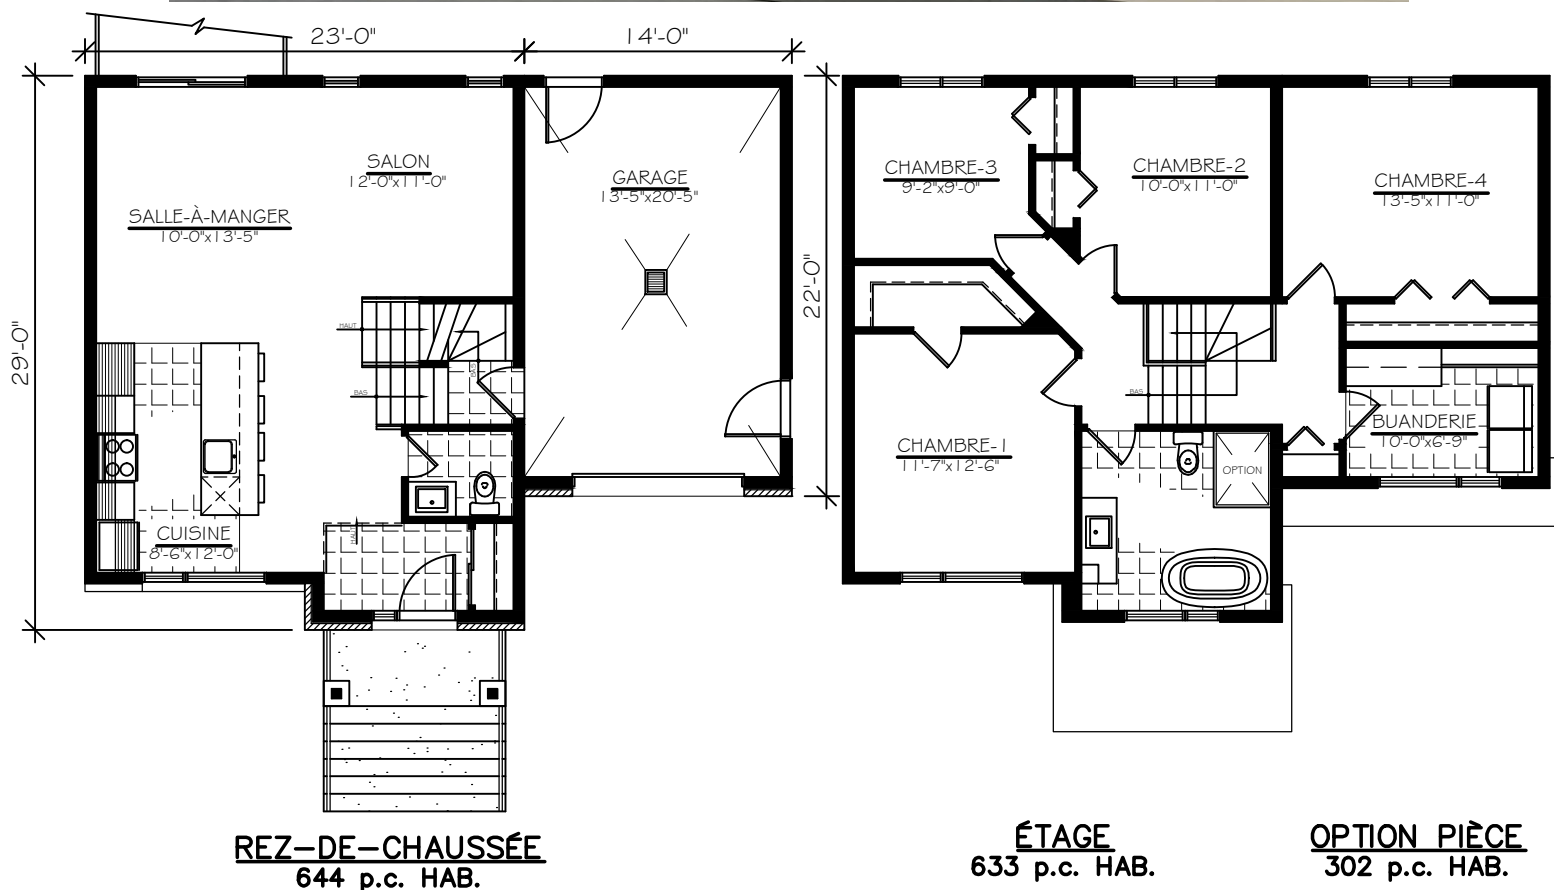 23'-0"
14'-0"
29'-0"
22'-0"
SALON
12'-0"x11'-0"
SALLE-À-MANGER
10'-0"x13'-5"
GARAGE
13'-5"x20'-5"
HAUT
BAS
BAS
CUISINE
8'-6"x12'-0"
HAUT
REZ-DE-CHAUSSÉE
644 p.c. HAB.
CHAMBRE-3
9'-2"x9'-0"
CHAMBRE-2
10'-0"x11'-0"
CHAMBRE-4
13'-5"x11'-0"
CHAMBRE-1
11'-7"x12'-6"
BAS
BUANDERIE
10'-0"x6'-9"
OPTION
ÉTAGE
633 p.c. HAB.
OPTION PIÈCE
302 p.c. HAB.